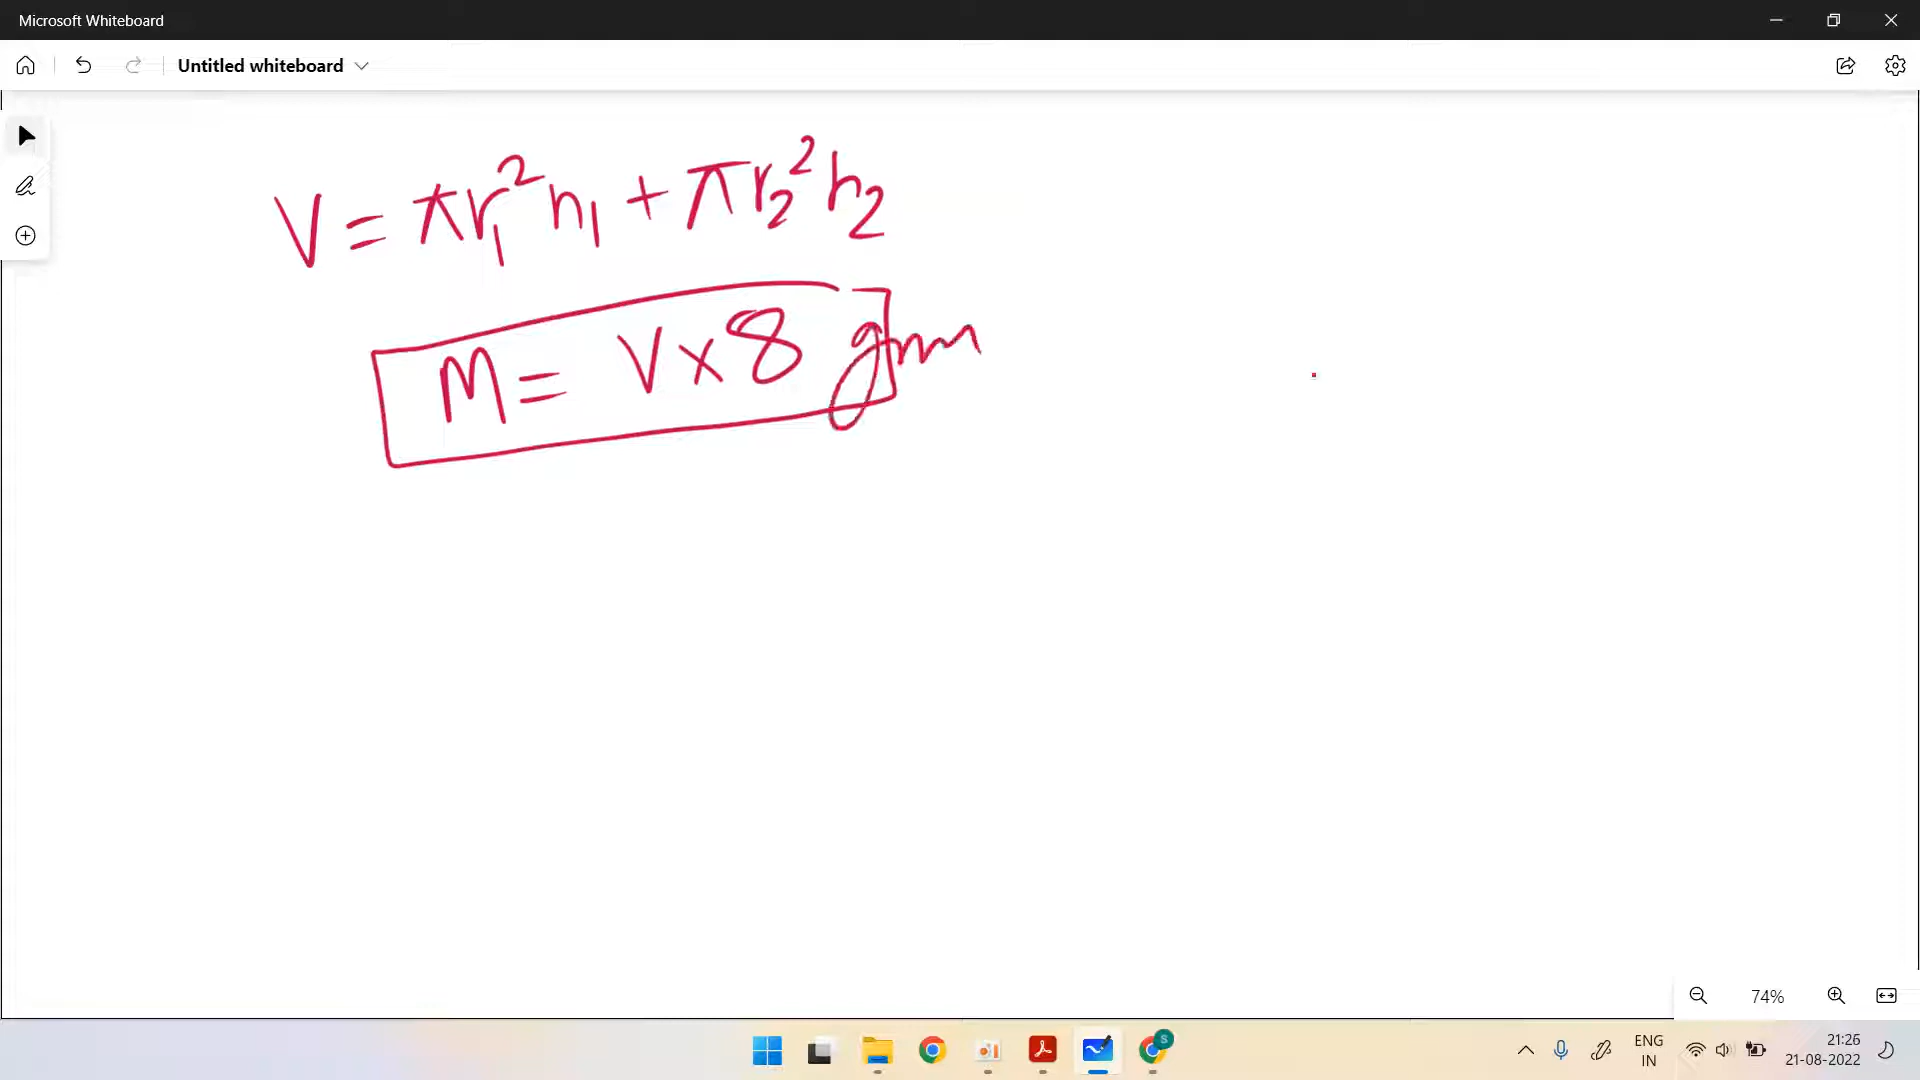 Microsoft Whiteboard
Untitled whiteboard
V = πr₁²h₁ + πr₂²h₂
M = V × 8 gm
74%
S
ENG
IN
21:26
21-08-2022